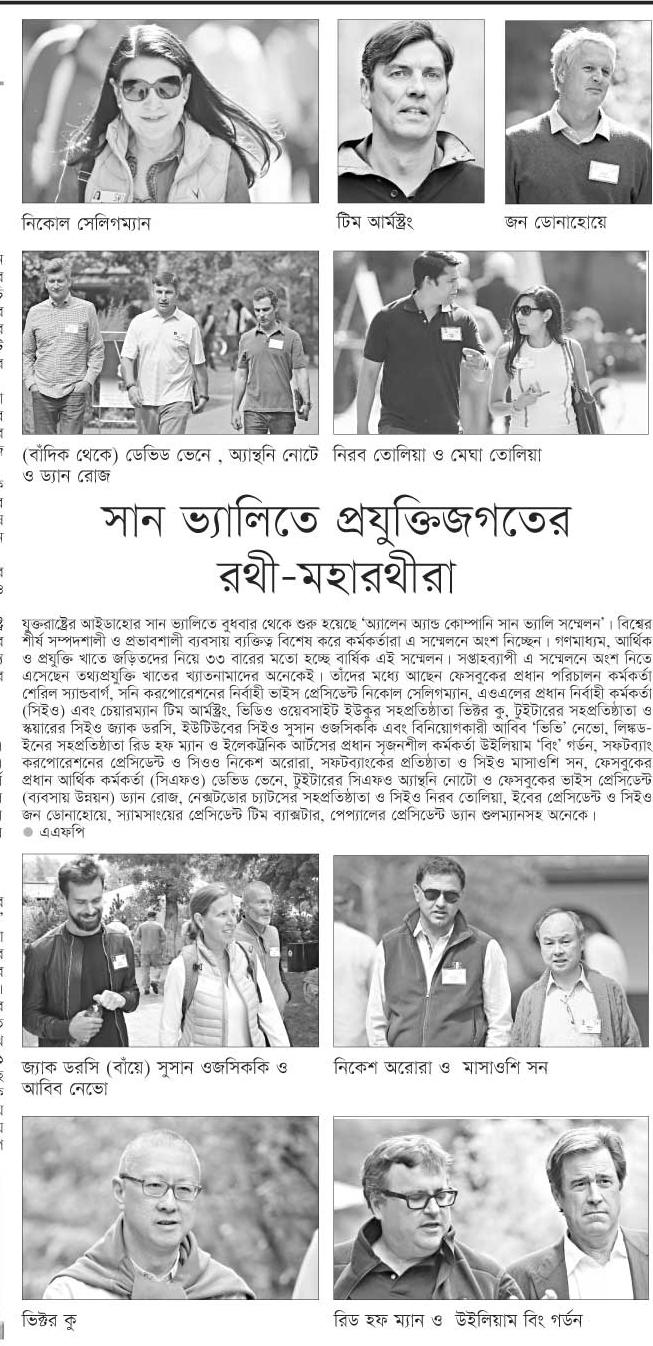 নিকোল সেলিগম্যান
টিম আর্মস্ট্রং
জন ডোনাহোয়ে
(বাঁদিক থেকে) ডেভিড ভেনে , অ্যান্থনি নোটে
ও ড্যান রোজ
নিরব তোলিয়া ও মেঘা তোলিয়া
সান ভ্যালিতে প্রযুক্তিজগতের
রথী-মহারথীরা
যুক্তরাষ্ট্রের আইডাহোর সান ভ্যালিতে বুধবার থেকে শুরু হয়েছে ‘অ্যালেন অ্যান্ড কোম্পানি সান ভ্যালি সম্মেলন’। বিশ্বের
শীর্ষ সম্পদশালী ও প্রভাবশালী ব্যবসায় ব্যক্তিত্ব বিশেষ করে কর্মকর্তারা এ সম্মেলনে অংশ নিচ্ছেন। গণমাধ্যম, আর্থিক
ও প্রযুক্তি খাতে জড়িতদের নিয়ে ৩৩ বারের মতো হচ্ছে বার্ষিক এই সম্মেলন। সপ্তাহব্যাপী এ সম্মেলনে অংশ নিতে
এসেছেন তথ্যপ্রযুক্তি খাতের খ্যাতনামাদের অনেকেই। তাঁদের মধ্যে আছেন ফেসবুকের প্রধান পরিচালন কর্মকর্তা
শেরিল স্যান্ডবার্গ, সনি করপোরেশনের নির্বাহী ভাইস প্রেসিডেন্ট নিকোল সেলিগম্যান, এওএলের প্রধান নির্বাহী কর্মকর্তা
(সিইও) এবং চেয়ারম্যান টিম আর্মস্ট্রং, ভিডিও ওয়েবসাইট ইউকুর সহপ্রতিষ্ঠাতা ভিক্টর কু, টুইটারের সহপ্রতিষ্ঠাতা ও
স্কয়ারের সিইও জ্যাক ডরসি, ইউটিউবের সিইও সুসান ওজসিককি এবং বিনিয়োগকারী আবিব ‘ভিভি’ নেভো, লিঙ্কড-
ইনের সহপ্রতিষ্ঠাতা রিড হফ ম্যান ও ইলেকট্রনিক আর্টসের প্রধান সৃজনশীল কর্মকর্তা উইলিয়াম ‘বিং’ গর্ডন, সফটব্যাং
করপোরেশনের প্রেসিডেন্ট ও সিওও নিকেশ অরোরা, সফটব্যাংকের প্রতিষ্ঠাতা ও সিইও মাসাওশি সন, ফেসবুকের
প্রধান আর্থিক কর্মকর্তা (সিএফও) ডেভিড ভেনে, টুইটারের সিএফও অ্যান্থনি নোটো ও ফেসবুকের ভাইস প্রেসিডেন্ট
(ব্যবসায় উন্নয়ন) ড্যান রোজ, নেক্সটডোর চ্যাটসের সহপ্রতিষ্ঠাতা ও সিইও নিরব তোলিয়া, ইবের প্রেসিডেন্ট ও সিইও
জন ডোনাহোয়ে, স্যামসাংয়ের প্রেসিডেন্ট টিম ব্যাক্সটার, পেপ্যালের প্রেসিডেন্ট ড্যান শুলম্যানসহ অনেকে।
● এএফপি
জ্যাক ডরসি (বাঁয়ে) সুসান ওজসিককি ও
আবিব নেভো
নিকেশ অরোরা ও মাসাওশি সন
ভিক্টর কু
রিড হফ ম্যান ও উইলিয়াম বিং গর্ডন